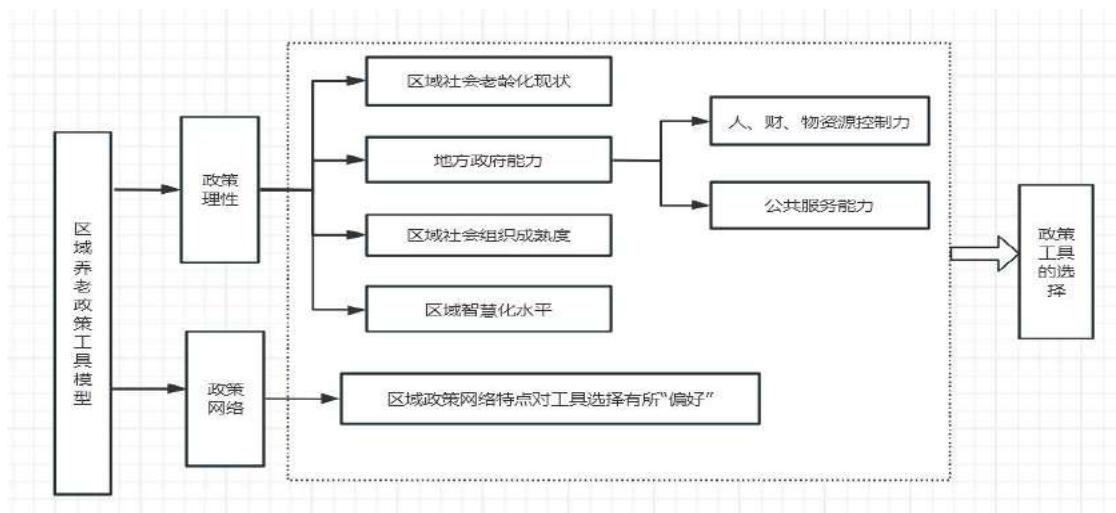 区域养老政策工具模型
政策
理性
区域社会老龄化现状
地方政府能力
区域社会组织成熟度
区域智慧化水平
人、财、物资源控制力
公共服务能力
政策
网络
区域政策网络特点对工具选择有所“偏好”
政策
工具
的选
择